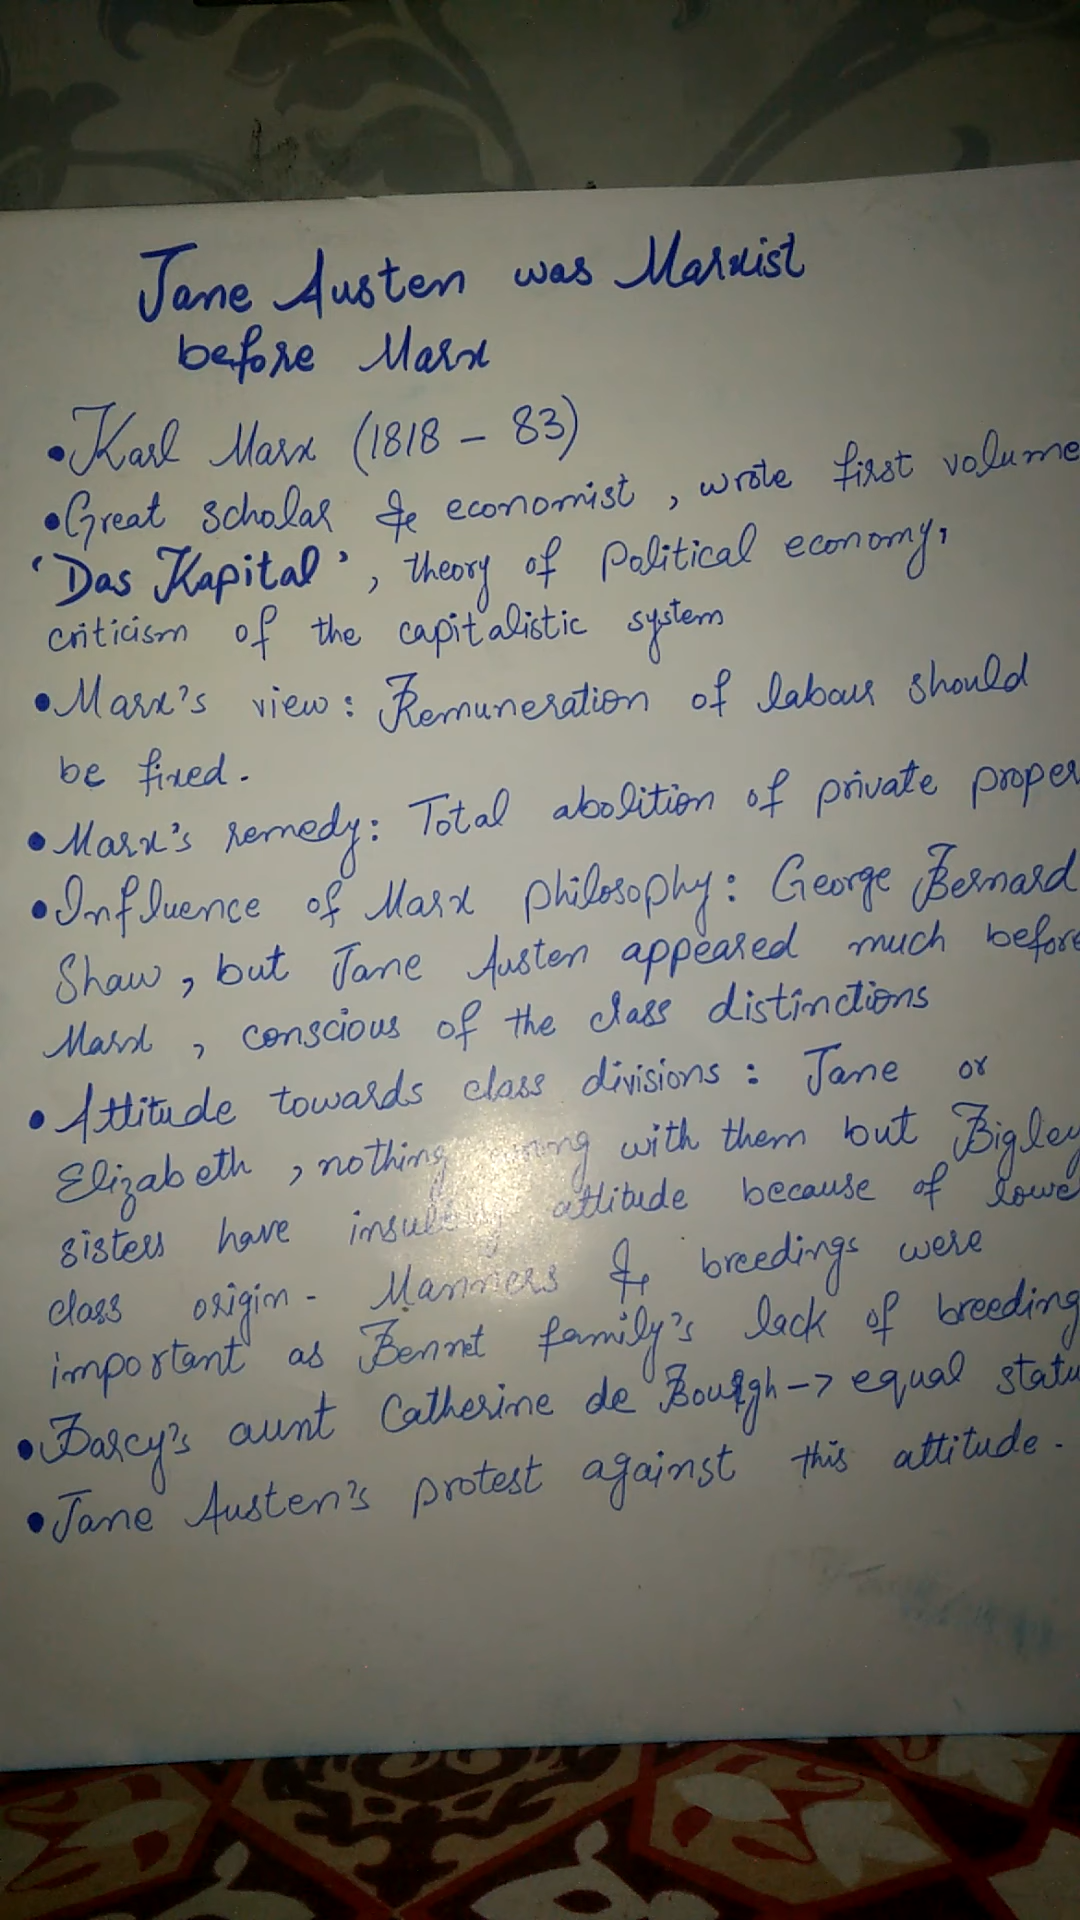 Jane Austen was Marxist
before Marx
• Karl Marx (1818 - 83)
• Great scholar & economist, wrote first volume
'Das Kapital', theory of Political economy,
criticism of the capitalistic system
• Marx's view: Remuneration of labour should
be fixed.
• Marx's remedy: Total abolition of private proper
• Influence of Marx philosophy: George Bernard
Shaw, but Jane Austen appeared much before
Marx, conscious of the class distinctions
• Attitude towards class divisions: Jane or
Elizabeth, nothing with them but Bigley
sisters have attitude because of lowe
class origin. Manners & breedings were
important as Bennet family's lack of breeding
• Darcy's aunt Catherine de Bourgh -> equal statu
• Jane Austen's protest against this attitude.